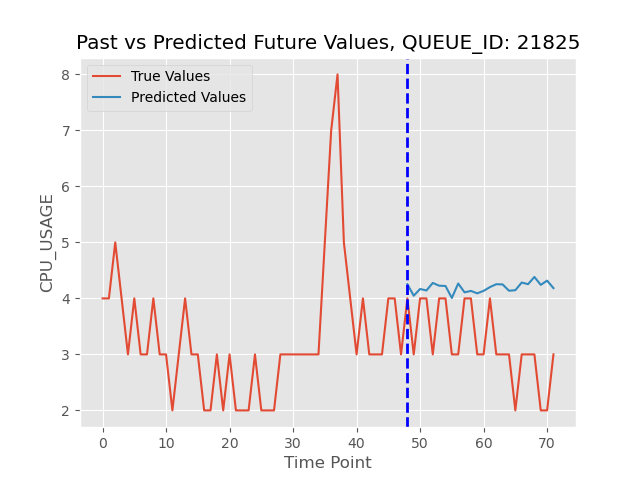 Past vs Predicted Future Values, QUEUE_ID: 21825
True Values
Predicted Values
CPU_USAGE
8
7
6
5
4
3
2
0 10 20 30 40 50 60 70
Time Point